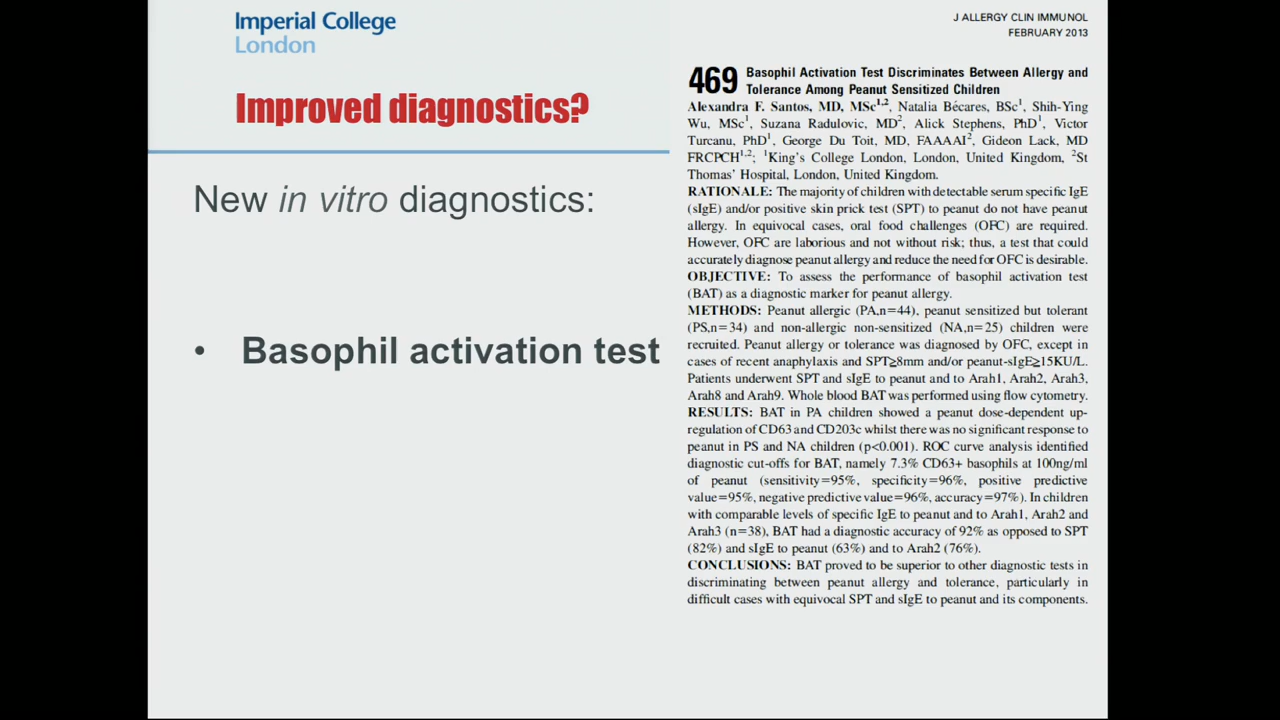 Imperial College
London
Improved diagnostics?
New in vitro diagnostics:
• Basophil activation test
J ALLERGY CLIN IMMUNOL
FEBRUARY 2013
469 Basophil Activation Test Discriminates Between Allergy and
Tolerance Among Peanut Sensitized Children
Alexandra F. Santos, MD, MSc1,2, Natalia Bécares, BSc1, Shih-Ying
Wu, MSc1, Suzana Radulovic, MD2, Alick Stephens, PhD1, Victor
Turcanu, PhD1, George Du Toit, MD, FAAAAI2, Gideon Lack, MD
FRCPCH1,2; 1King's College London, London, United Kingdom, 2St
Thomas' Hospital, London, United Kingdom.
RATIONALE: The majority of children with detectable serum specific IgE
(sIgE) and/or positive skin prick test (SPT) to peanut do not have peanut
allergy. In equivocal cases, oral food challenges (OFC) are required.
However, OFC are laborious and not without risk; thus, a test that could
accurately diagnose peanut allergy and reduce the need for OFC is desirable.
OBJECTIVE: To assess the performance of basophil activation test
(BAT) as a diagnostic marker for peanut allergy.
METHODS: Peanut allergic (PA,n=44), peanut sensitized but tolerant
(PS,n=34) and non-allergic non-sensitized (NA,n=25) children were
recruited. Peanut allergy or tolerance was diagnosed by OFC, except in
cases of recent anaphylaxis and SPT≧8mm and/or peanut-sIgE≧15KU/L.
Patients underwent SPT and sIgE to peanut and to Arah1, Arah2, Arah3,
Arah8 and Arah9. Whole blood BAT was performed using flow cytometry.
RESULTS: BAT in PA children showed a peanut dose-dependent up-
regulation of CD63 and CD203c whilst there was no significant response to
peanut in PS and NA children (p<0.001). ROC curve analysis identified
diagnostic cut-offs for BAT, namely 7.3% CD63+ basophils at 100ng/ml
of peanut (sensitivity=95%, specificity=96%, positive predictive
value=95%, negative predictive value=96%, accuracy=97%). In children
with comparable levels of specific IgE to peanut and to Arah1, Arah2 and
Arah3 (n=38), BAT had a diagnostic accuracy of 92% as opposed to SPT
(82%) and sIgE to peanut (63%) and to Arah2 (76%).
CONCLUSIONS: BAT proved to be superior to other diagnostic tests in
discriminating between peanut allergy and tolerance, particularly in
difficult cases with equivocal SPT and sIgE to peanut and its components.